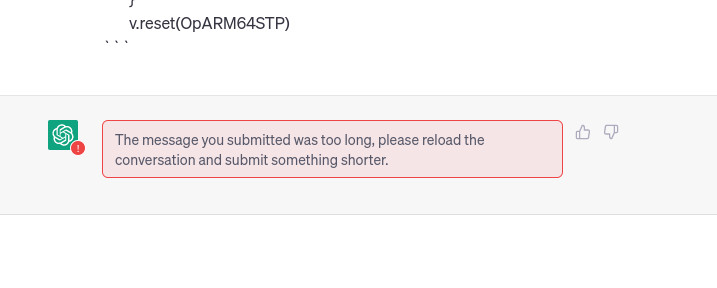 }
v.reset(OpARM64STP)
```
!
The message you submitted was too long, please reload the
conversation and submit something shorter.